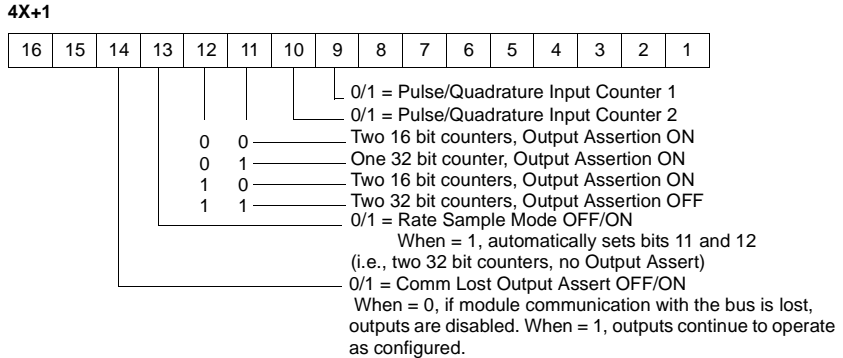 4X+1
16 15 14 13 12 11 10 9 8 7 6 5 4 3 2 1
0/1 = Pulse/Quadrature Input Counter 1
0/1 = Pulse/Quadrature Input Counter 2
0 0 Two 16 bit counters, Output Assertion ON
0 1 One 32 bit counter, Output Assertion ON
1 0 Two 16 bit counters, Output Assertion ON
1 1 Two 32 bit counters, Output Assertion OFF
0/1 = Rate Sample Mode OFF/ON
When = 1, automatically sets bits 11 and 12
(i.e., two 32 bit counters, no Output Assert)
0/1 = Comm Lost Output Assert OFF/ON
When = 0, if module communication with the bus is lost,
outputs are disabled. When = 1, outputs continue to operate
as configured.